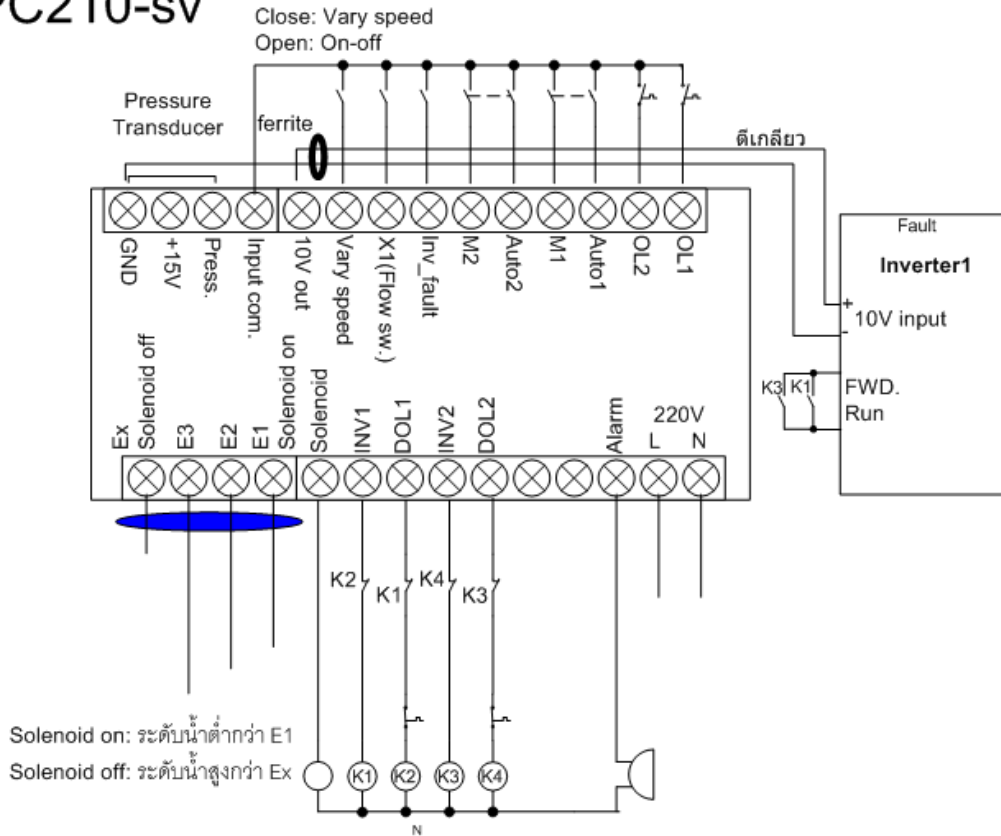 PC210-sv
Close: Vary speed
Open: On-off
Pressure
Transducer
ferrite
ตีเกลียว
GND
+15V
Press.
Input com.
10V out
Vary speed
X1(Flow sw.)
Inv_fault
M2
Auto2
M1
Auto1
OL2
OL1
Fault
Inverter1
+
-
10V input
K3
K1
FWD.
Run
Ex
Solenoid off
E3
E2
E1
Solenoid on
Solenoid
INV1
DOL1
INV2
DOL2
Alarm
220V
L
N
K2
K1
K4
K3
Solenoid on: ระดับน้ำต่ำกว่า E1
Solenoid off: ระดับน้ำสูงกว่า Ex
K1
K2
K3
K4
N